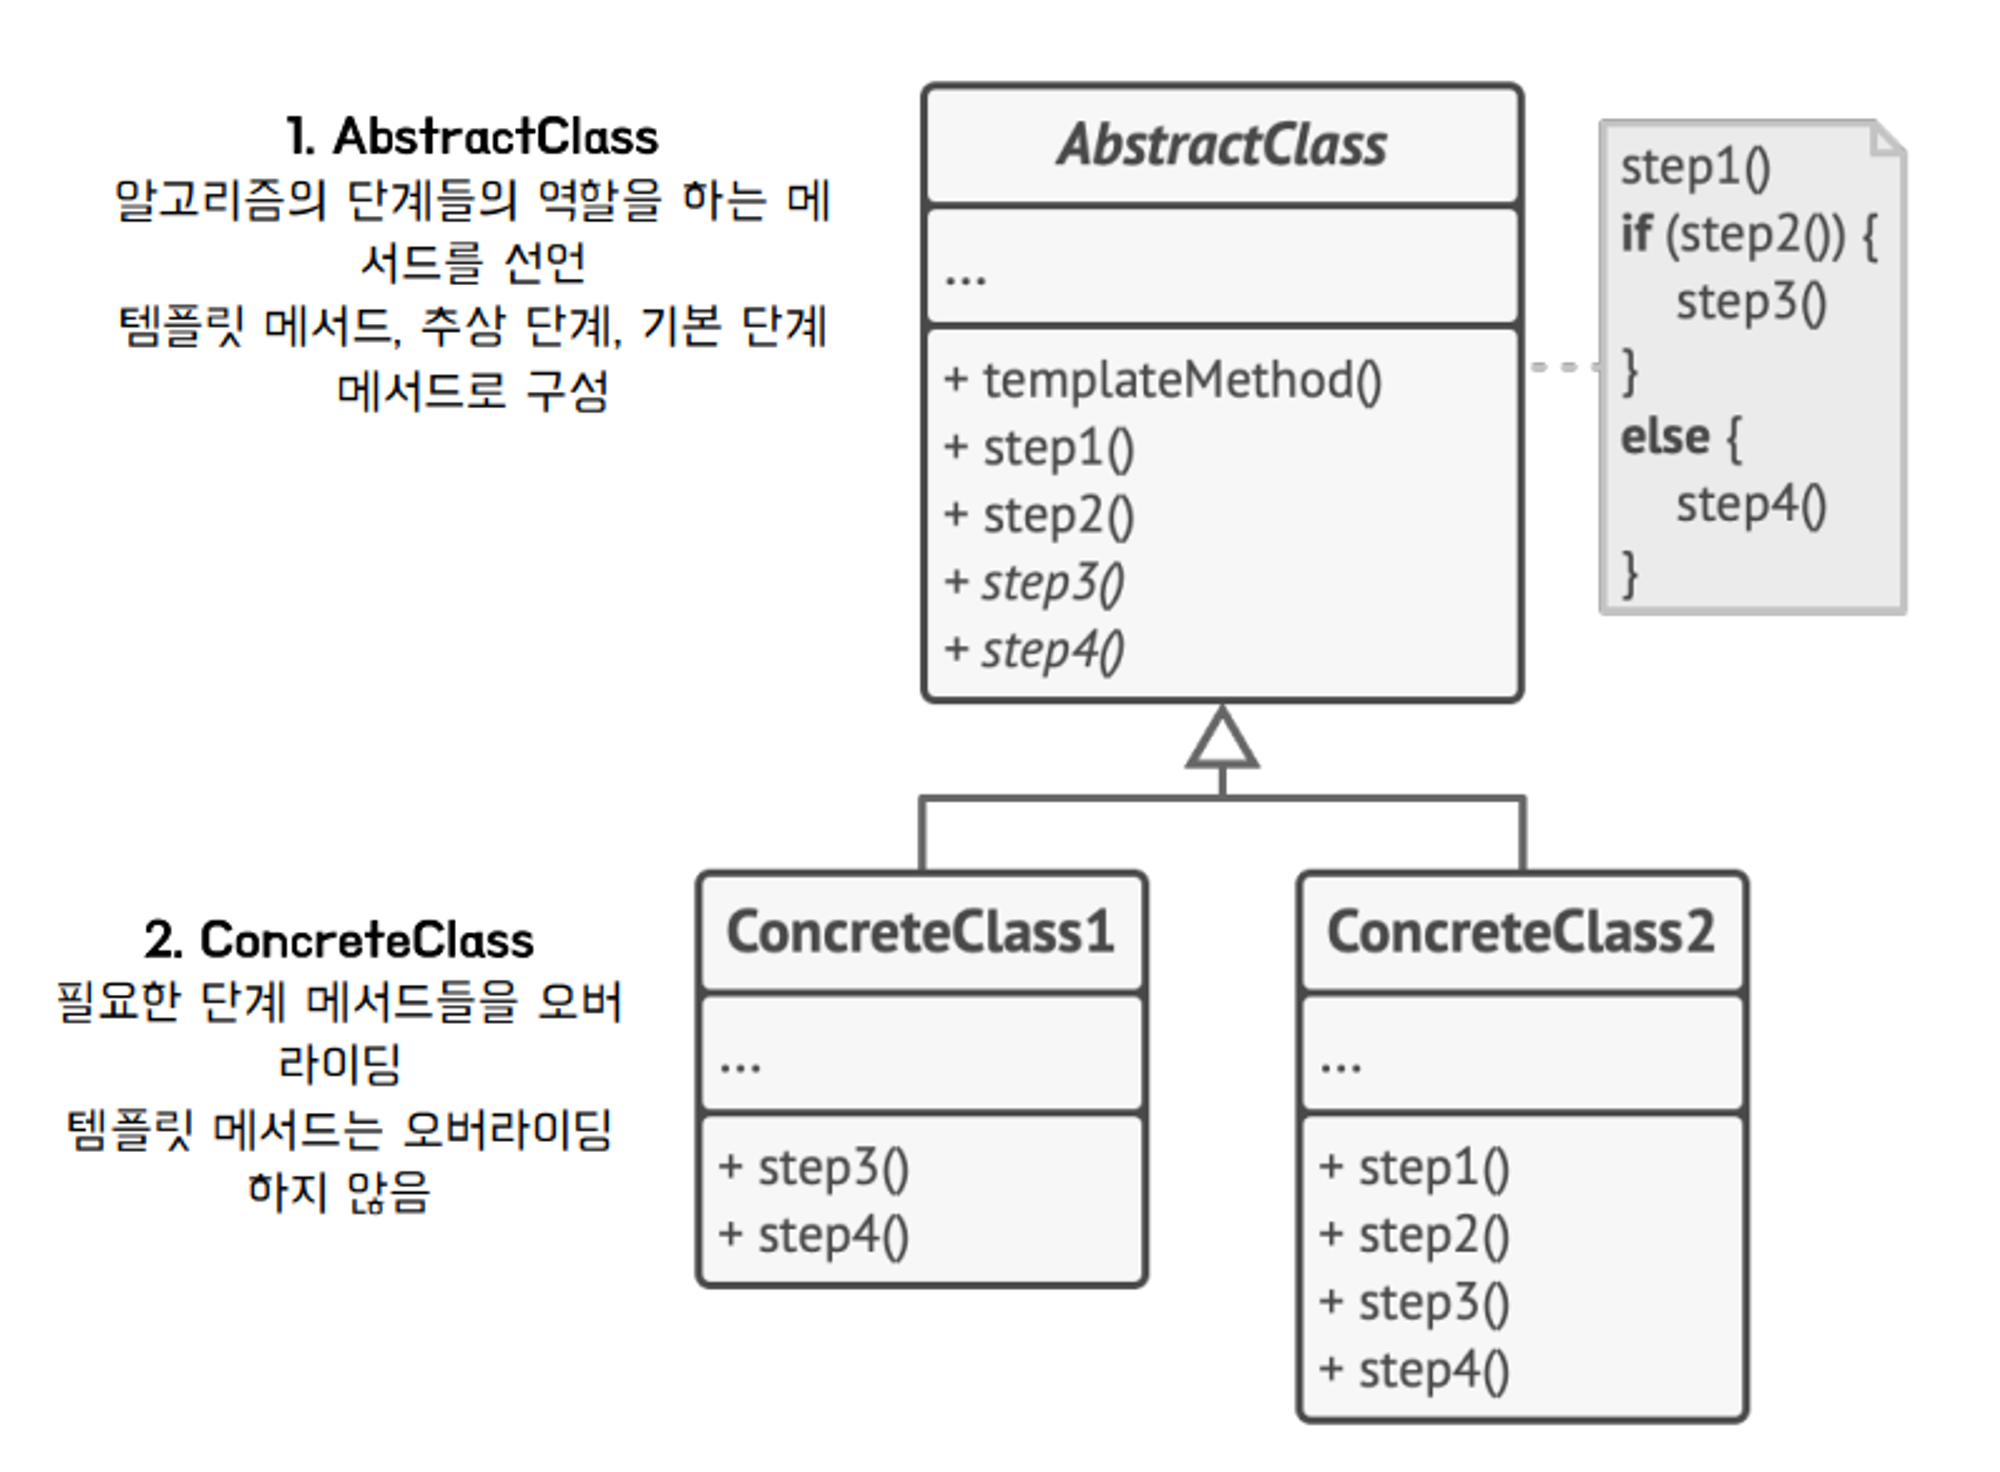 1. AbstractClass
말고리즘의 단계들의 역할을 하는 메
서드를 선언
템플릿 메서드, 추상 단계, 기본 단계
메서드로 구성
AbstractClass
...
+ templateMethod()
+ step1()
+ step2()
+ step3()
+ step4()
step1()
if (step2()) {
step3()
}
else {
step4()
}
2. ConcreteClass
필요한 단계 메서드들을 오버
라이딩
템플릿 메서드는 오버라이딩
하지 않음
ConcreteClass1
...
+ step3()
+ step4()
ConcreteClass2
...
+ step1()
+ step2()
+ step3()
+ step4()